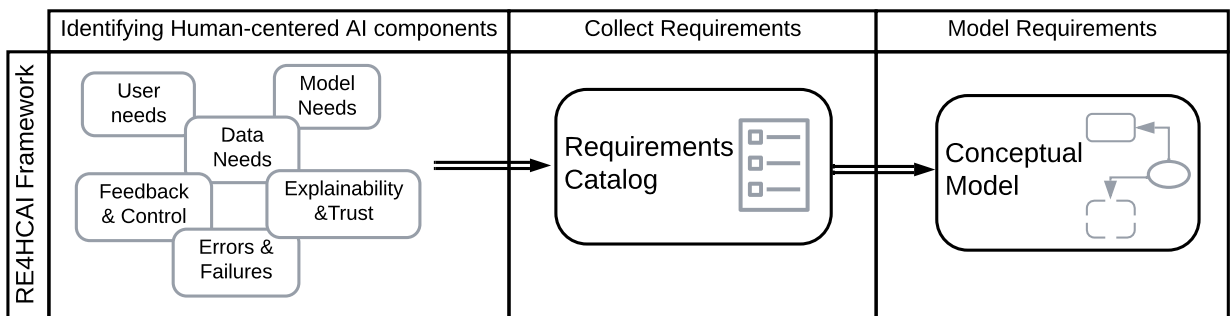 Identifying Human-centered AI components
Collect Requirements
Model Requirements
RE4HCAI Framework
User
needs
Model
Needs
Data
Needs
Feedback
& Control
Explainability
&Trust
Errors &
Failures
Requirements
Catalog
Conceptual
Model